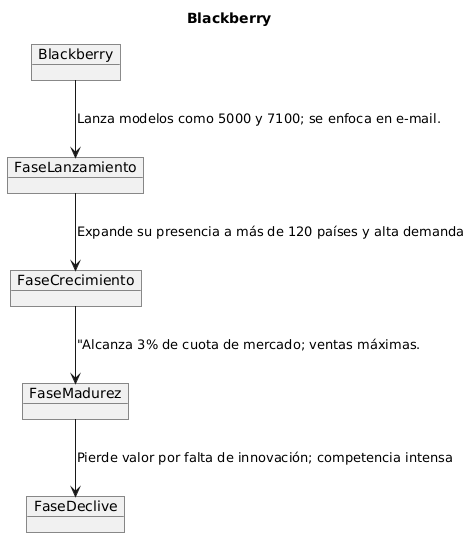 Blackberry
Blackberry
Lanza modelos como 5000 y 7100; se enfoca en e-mail.
FaseLanzamiento
Expande su presencia a más de 120 países y alta demanda
FaseCrecimiento
"Alcanza 3% de cuota de mercado; ventas máximas.
FaseMadurez
Pierde valor por falta de innovación; competencia intensa
FaseDeclive